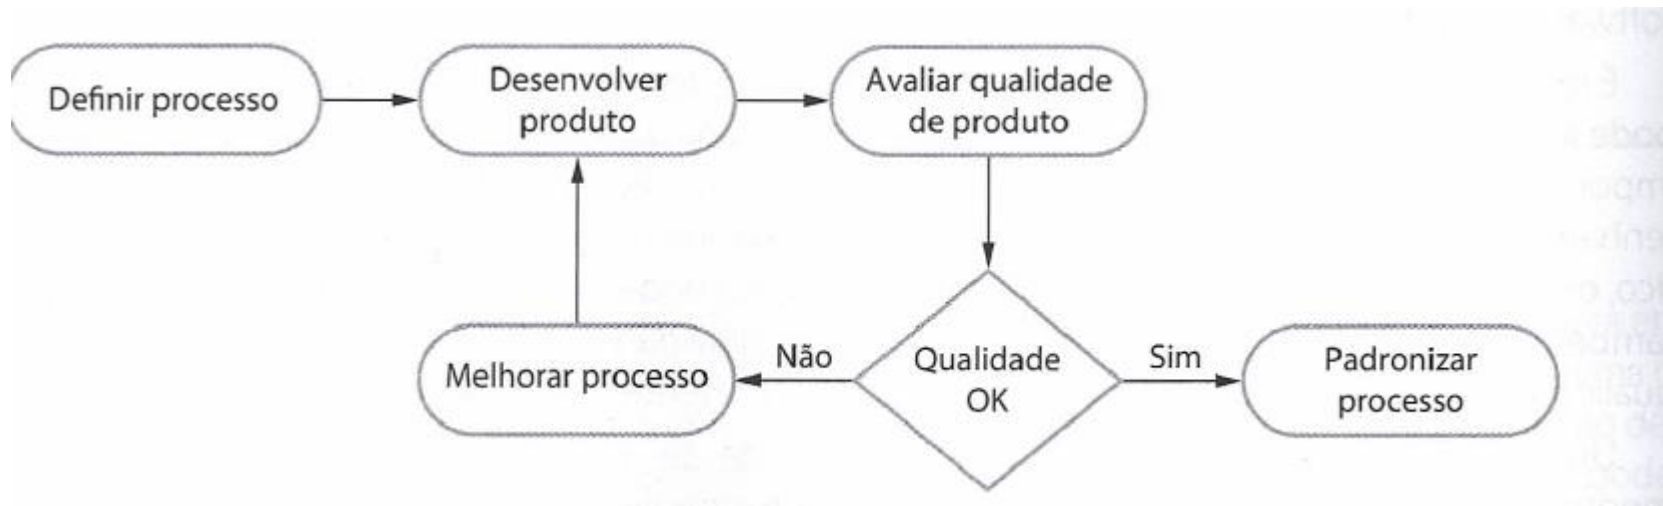 Definir processo
Desenvolver
produto
Avaliar qualidade
de produto
Melhorar processo
Não
Qualidade
OK
Sim
Padronizar
processo